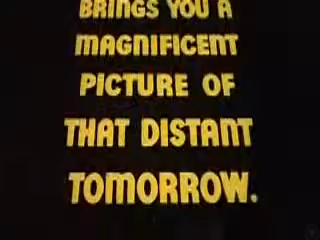 BRINGS YOU A
MAGNIFICENT
PICTURE OF
THAT DISTANT
TOMORROW.